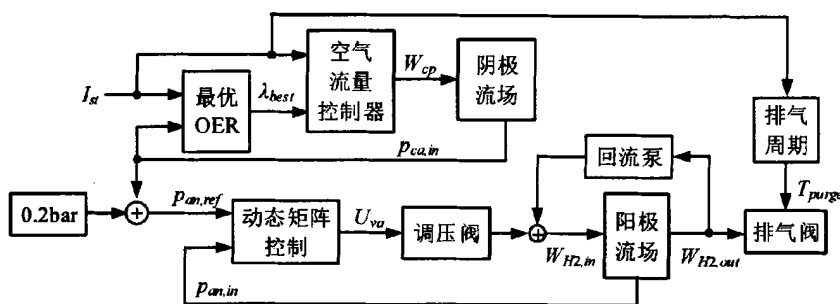 空气
流量
控制器
W_cp
阴极
流场
I_st
最优
OER
λ_best
排气
周期
p_ca,in
回流泵
T_purge
0.2bar
+
p_an,ref
动态矩阵
控制
U_va
调压阀
+
W_H2,in
阳极
流场
W_H2,out
排气阀
p_an,in